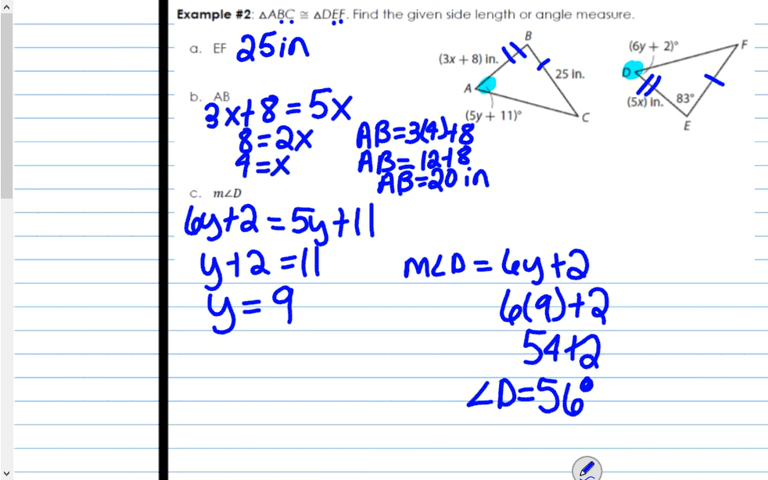 Example #2: △ABC ≅ △DEF. Find the given side length or angle measure.
a. EF 25in
b. AB
3x+8=5x
8=2x
4=x
AB=3(4)+8
AB=12+8
AB=20 in
c. m∠D
6y+2=5y+11
y+2=11
y=9
m∠D=6y+2
6(9)+2
54+2
∠D=56°
B
(3x + 8) in.
25 in.
A
(5y + 11)°
C
(6y + 2)°
F
D
(5x) in.
83°
E